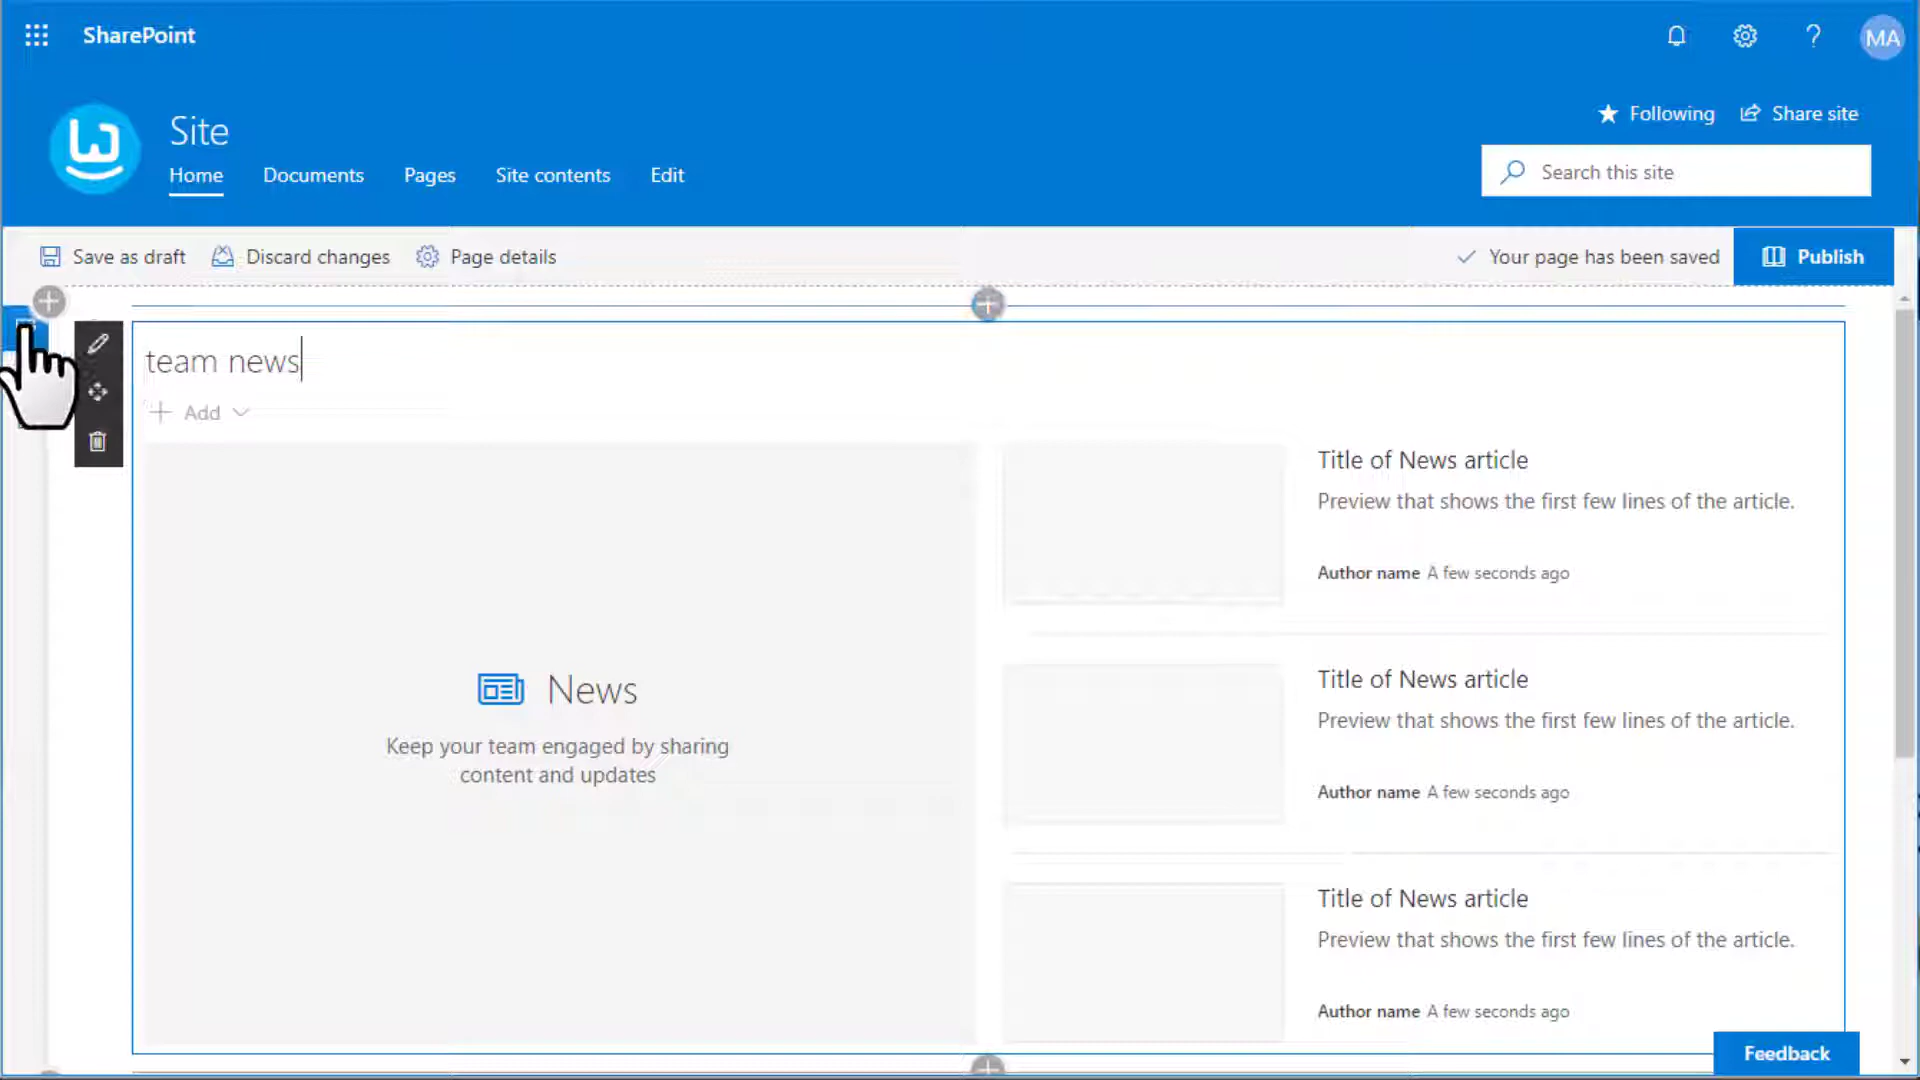 SharePoint
MA
Site
Following
Share site
Home
Documents
Pages
Site contents
Edit
Search this site
Save as draft
Discard changes
Page details
Your page has been saved
Publish
team news
Add
Title of News article
Preview that shows the first few lines of the article.
Author name A few seconds ago
News
Keep your team engaged by sharing
content and updates
Title of News article
Preview that shows the first few lines of the article.
Author name A few seconds ago
Title of News article
Preview that shows the first few lines of the article.
Author name A few seconds ago
Feedback